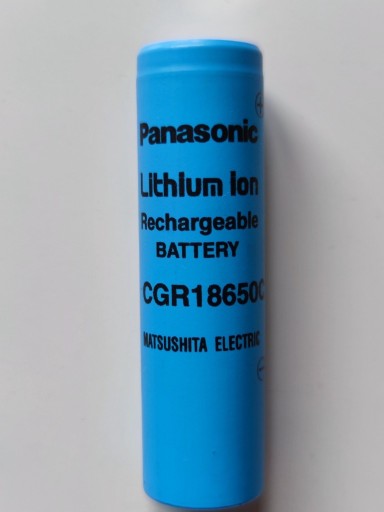 Panasonic
Lithium Ion
Rechargeable
BATTERY
CGR18650C
MATSUSHITA ELECTRIC